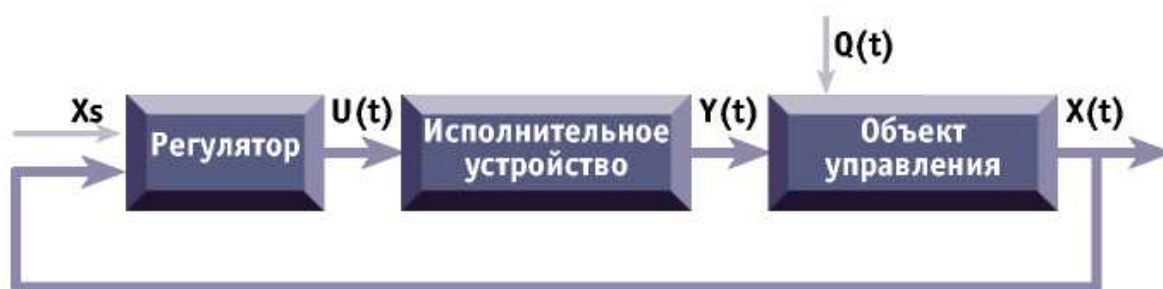 Q(t)
Xs
Регулятор
U(t)
Исполнительное
устройство
Y(t)
Объект
управления
X(t)